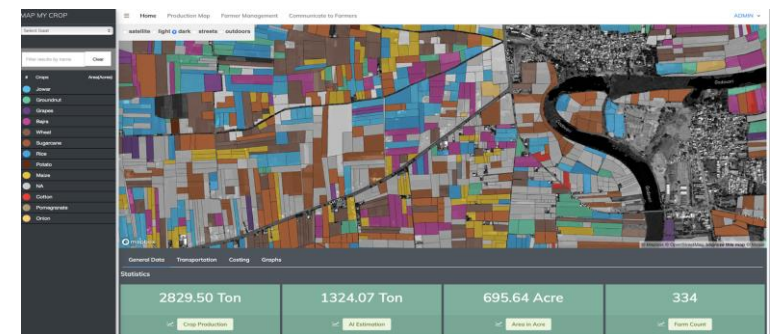 MAP MY CROP
Home Production Map Farmer Management Communicate to Farmers
ADMIN
satellite light dark streets outdoors
Filter results by name
Clear
# Crops Area(Acres)
Jowar
Groundnut
Grapes
Bajra
Wheat
Sugarcane
Rice
Potato
Maize
NA
Cotton
Pomegranate
Onion
mapbox
General Data Transportation Costing Graphs
Statistics
2829.50 Ton
1324.07 Ton
695.64 Acre
334
Crop Production
AI Estimation
Area in Acre
Farm Count